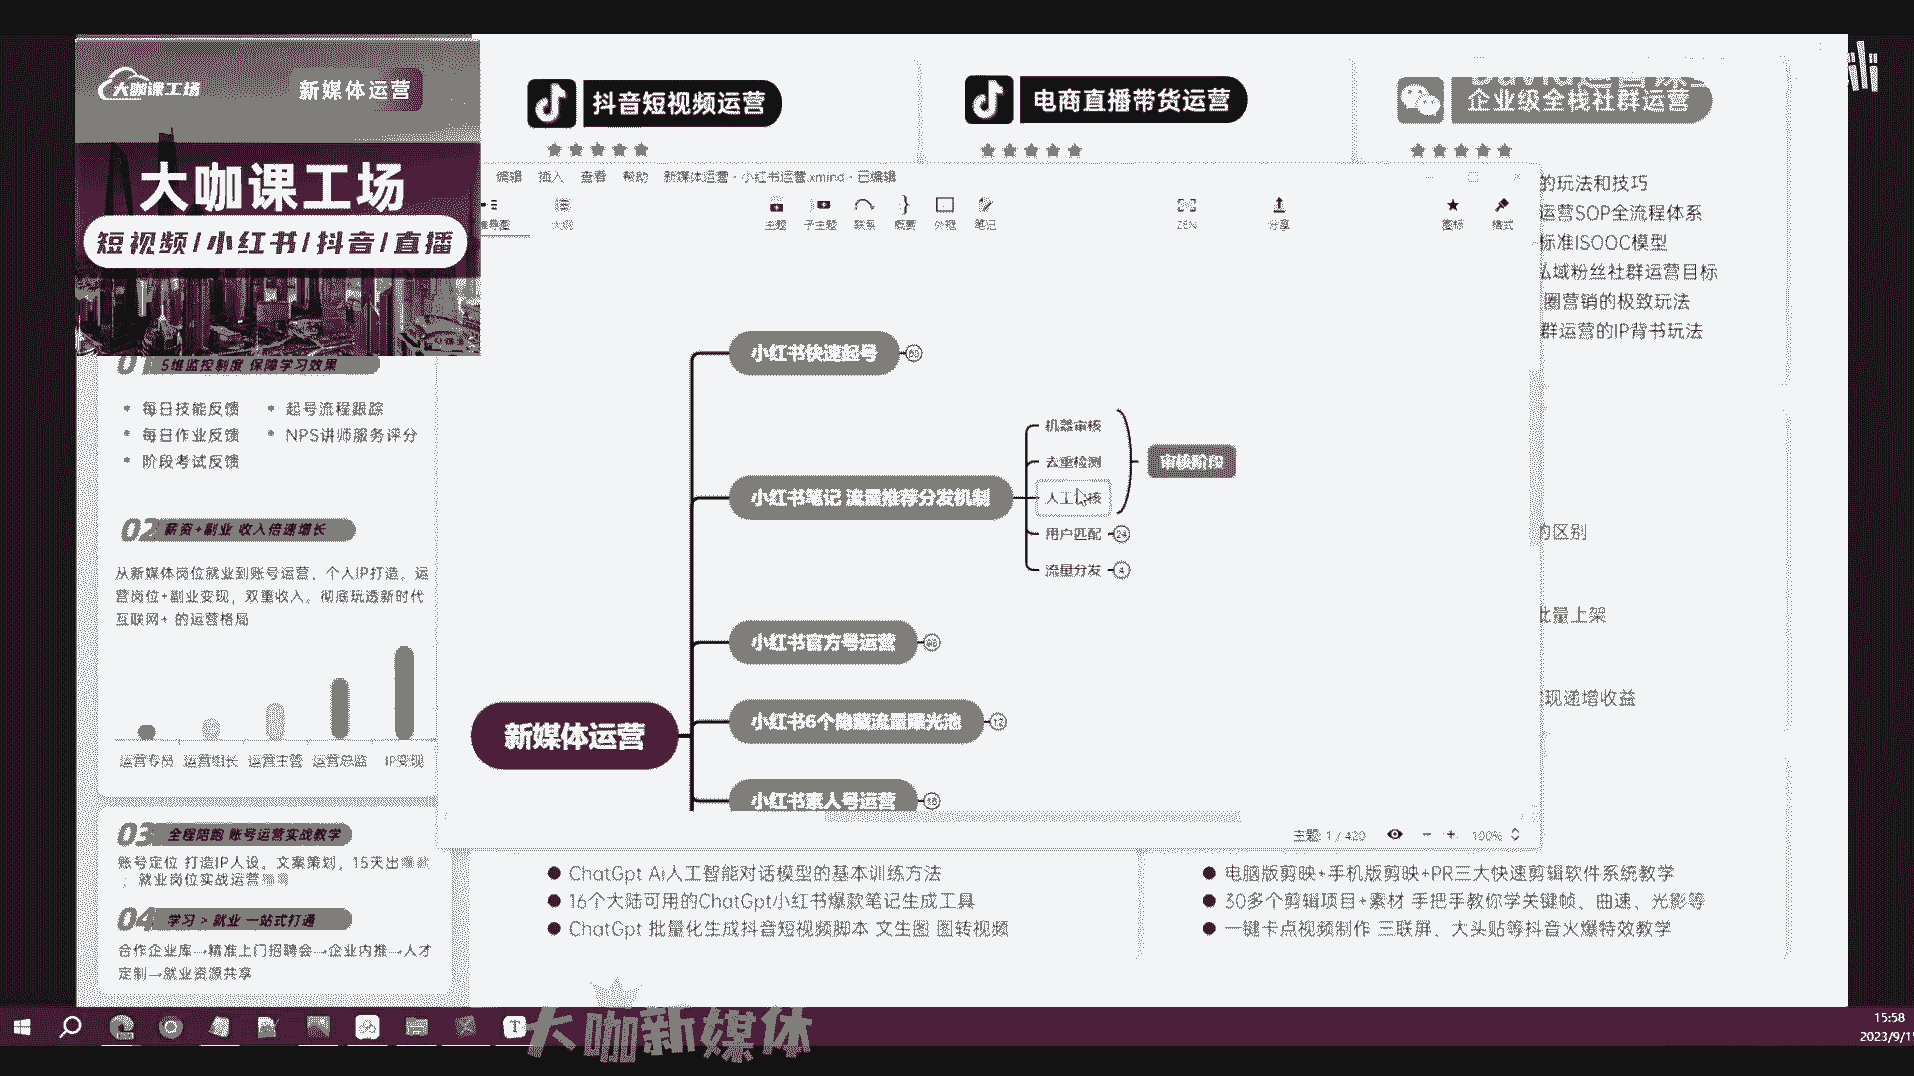 大咖课工场
新媒体运营
大咖课工场
短视频/小红书/抖音/直播
抖音短视频运营
电商直播带货运营
企业级全栈社群运营
的玩法和技巧
运营SOP全流程体系
标准ISOOC模型
私域粉丝社群运营目标
圈营销的极致玩法
群运营的IP背书玩法
的区别
批量上架
现递增收益
01 5维监控制度 保障学习效果
• 每日技能反馈 • 起号流程跟踪
• 每日作业反馈 • NPS讲师服务评分
• 阶段考试反馈
02 薪资+副业 收入倍速增长
从新媒体岗位就业到账号运营、个人IP打造、运
营岗位+副业变现，双重收入。彻底玩透新时代
互联网+ 的运营格局
运营专员 运营组长 运营主管 运营总监 IP变现
03 全程陪跑 账号运营实战教学
账号定位 打造IP人设、文案策划，15天出爆款
，就业岗位实战运营
04 学习 > 就业 一站式打通
合作企业库→精准上门招聘会→企业内推→人才
定制→就业资源共享
编辑 插入 查看 帮助 新媒体运营 - 小红书运营.xmind - 已编辑
大纲 主题 子主题 联系 概要 外框 笔记 ZEN 分享 图标 格式
小红书快速起号
小红书笔记 流量推荐分发机制
机器审核
去重检测
人工审核
审核阶段
用户匹配 24
流量分发 4
小红书官方号运营
小红书6个隐藏流量曝光池 12
新媒体运营
小红书素人号运营
主题: 1 / 420
100%
● ChatGpt Ai人工智能对话模型的基本训练方法
● 16个大陆可用的ChatGpt小红书爆款笔记生成工具
● ChatGpt 批量化生成抖音短视频脚本 文生图 图转视频
● 电脑版剪映+手机版剪映+PR三大快速剪辑软件系统教学
● 30多个剪辑项目+素材 手把手教你学关键帧、曲速、光影等
● 一键卡点视频制作 三联屏、大头贴等抖音火爆特效教学
大咖新媒体
15:58
2023/9/1